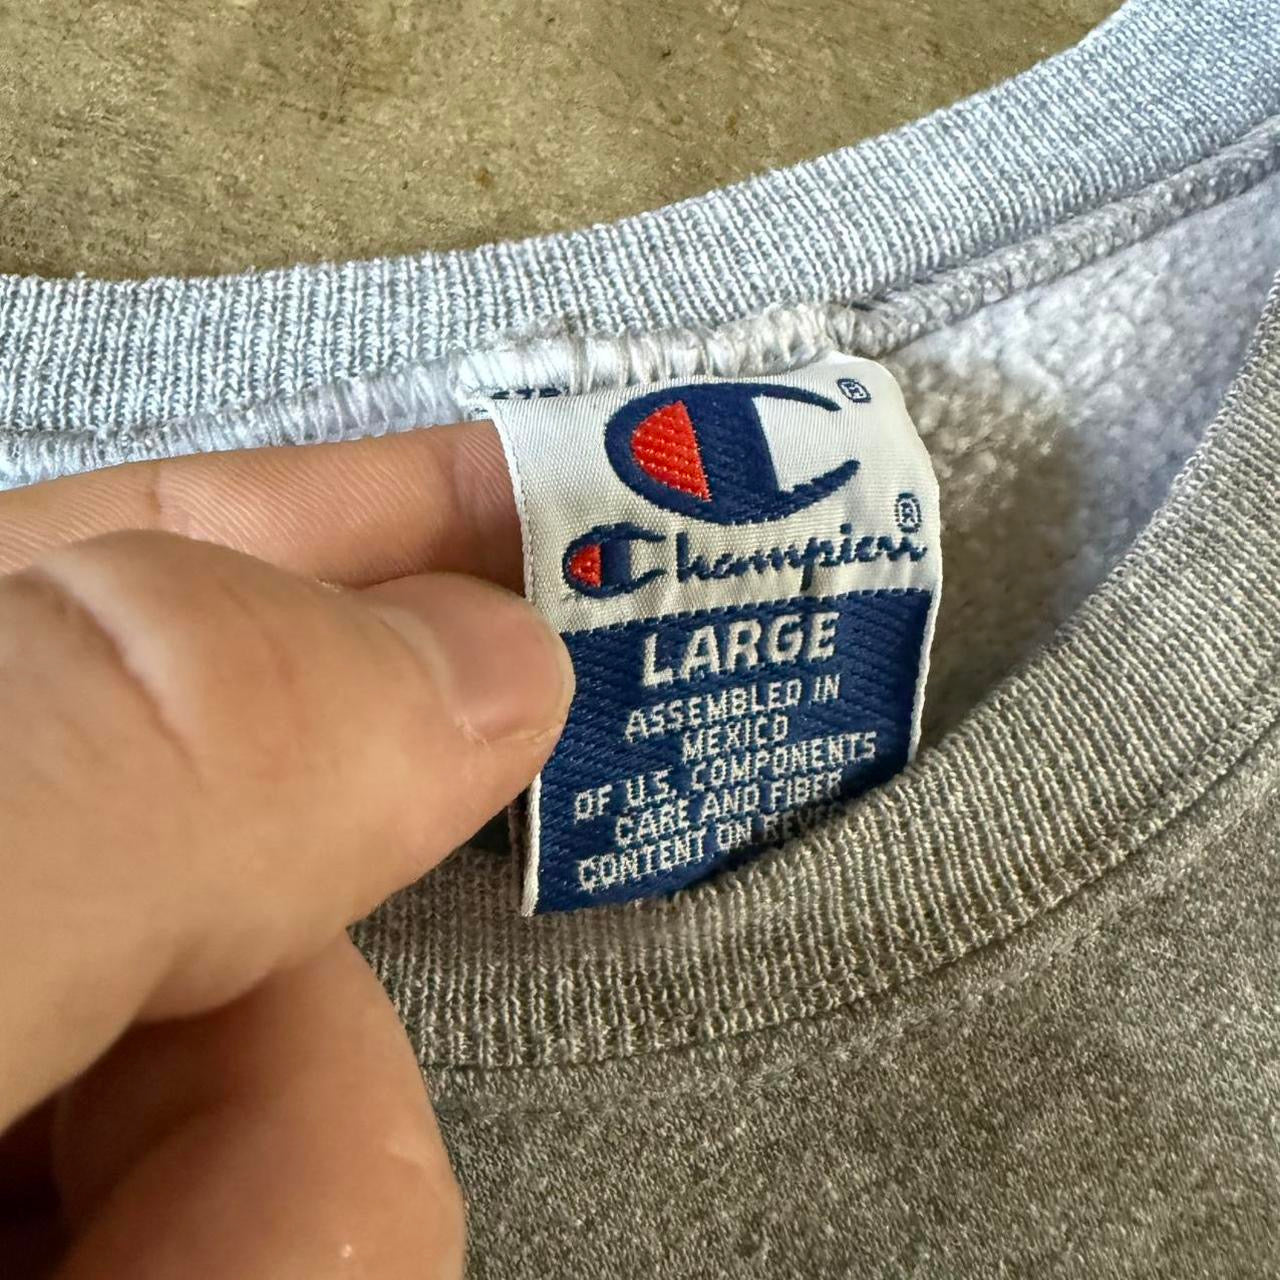 ®
Champion®
LARGE
ASSEMBLED IN
MEXICO
OF U.S. COMPONENTS
CARE AND FIBER
CONTENT ON